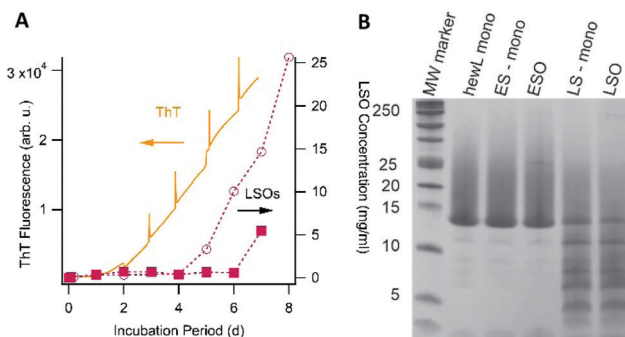 A
ThT Fluorescence (arb. u.)
3 x10⁴
2
1
ThT
LSOs
25
20
15
10
5
0
LSO Concentration (mg/ml)
0
2
4
6
8
Incubation Period (d)
B
MW marker
hewL mono
ES - mono
ESO
LS - mono
LSO
250
25
20
15
10
5